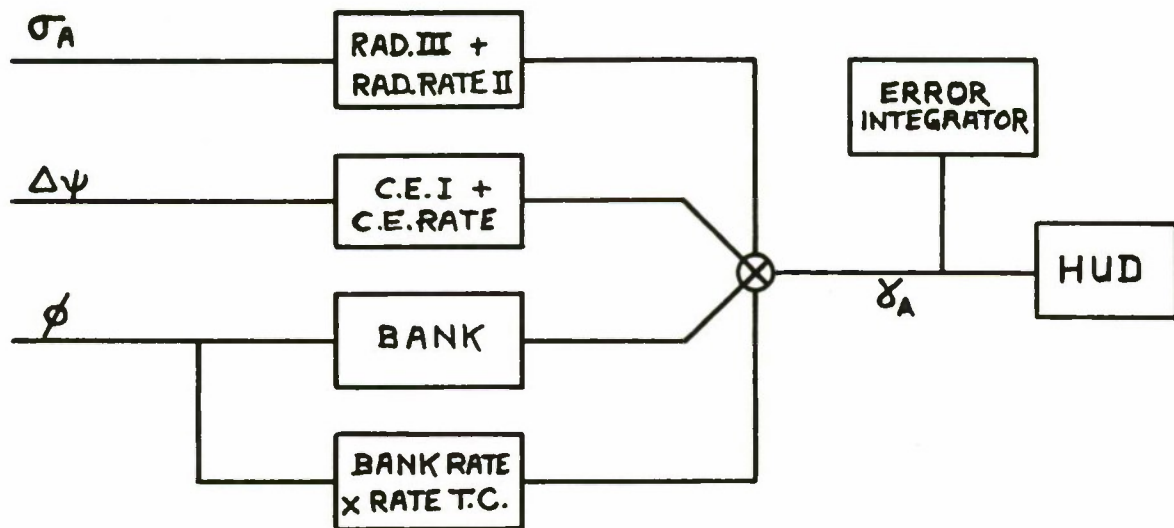 σA
RAD.III +
RAD.RATE II
ERROR
INTEGRATOR
Δψ
C.E.I +
C.E.RATE
HUD
γA
ϕ
BANK
BANK RATE
x RATE T.C.